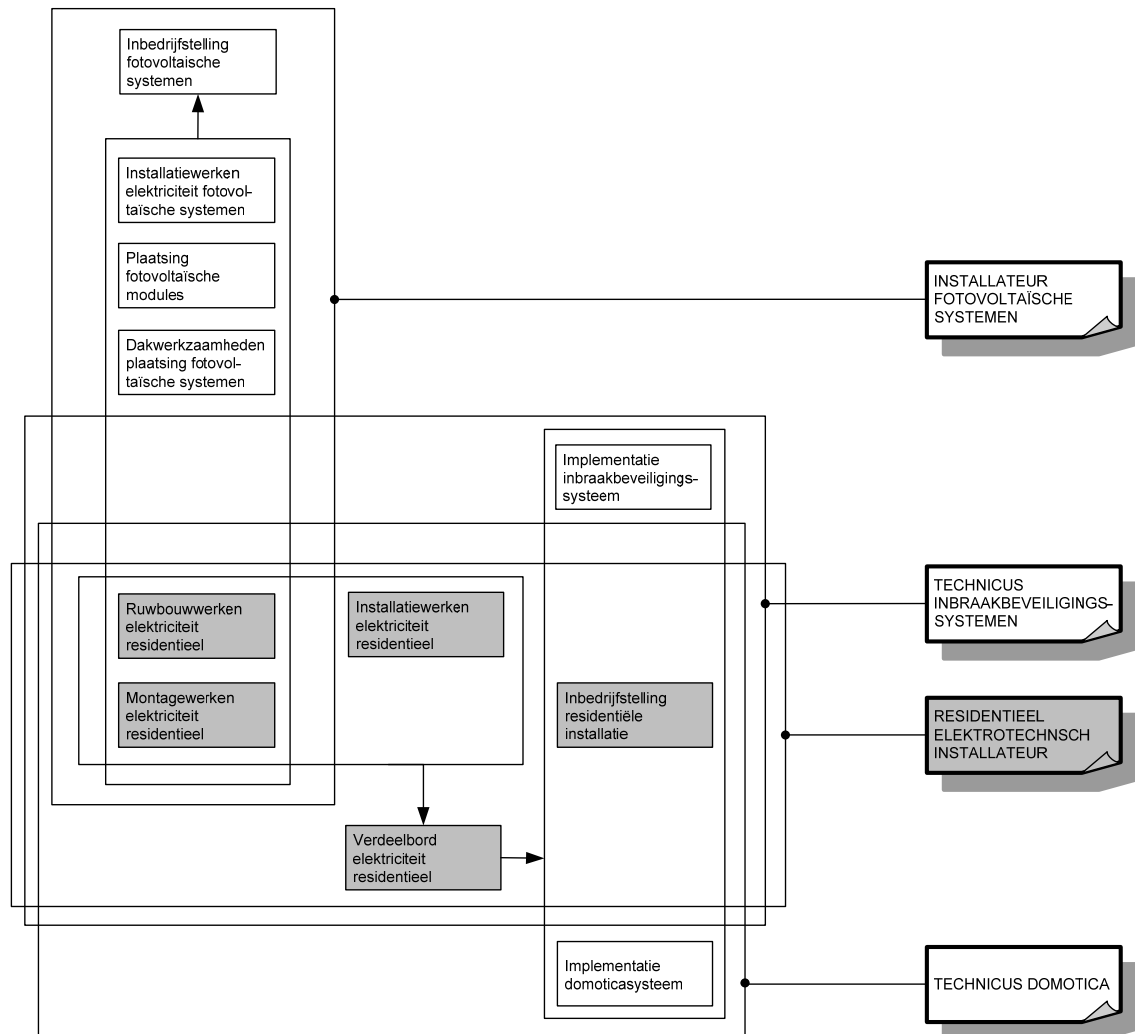 Inbedrijfstelling
fotovoltaische
systemen
Installatiewerken
elektriciteit fotovol-
taïsche systemen
Plaatsing
fotovoltaïsche
modules
Dakwerkzaamheden
plaatsing fotovol-
taïsche systemen
INSTALLATEUR
FOTOVOLTAÏSCHE
SYSTEMEN
Implementatie
inbraakbeveiligings-
systeem
Ruwbouwwerken
elektriciteit
residentieel
Installatiewerken
elektriciteit
residentieel
TECHNICUS
INBRAAKBEVEILIGINGS-
SYSTEMEN
Montagewerken
elektriciteit
residentieel
Inbedrijfstelling
residentiële
installatie
RESIDENTIEEL
ELEKTROTECHNSCH
INSTALLATEUR
Verdeelbord
elektriciteit
residentieel
Implementatie
domoticasysteem
TECHNICUS DOMOTICA